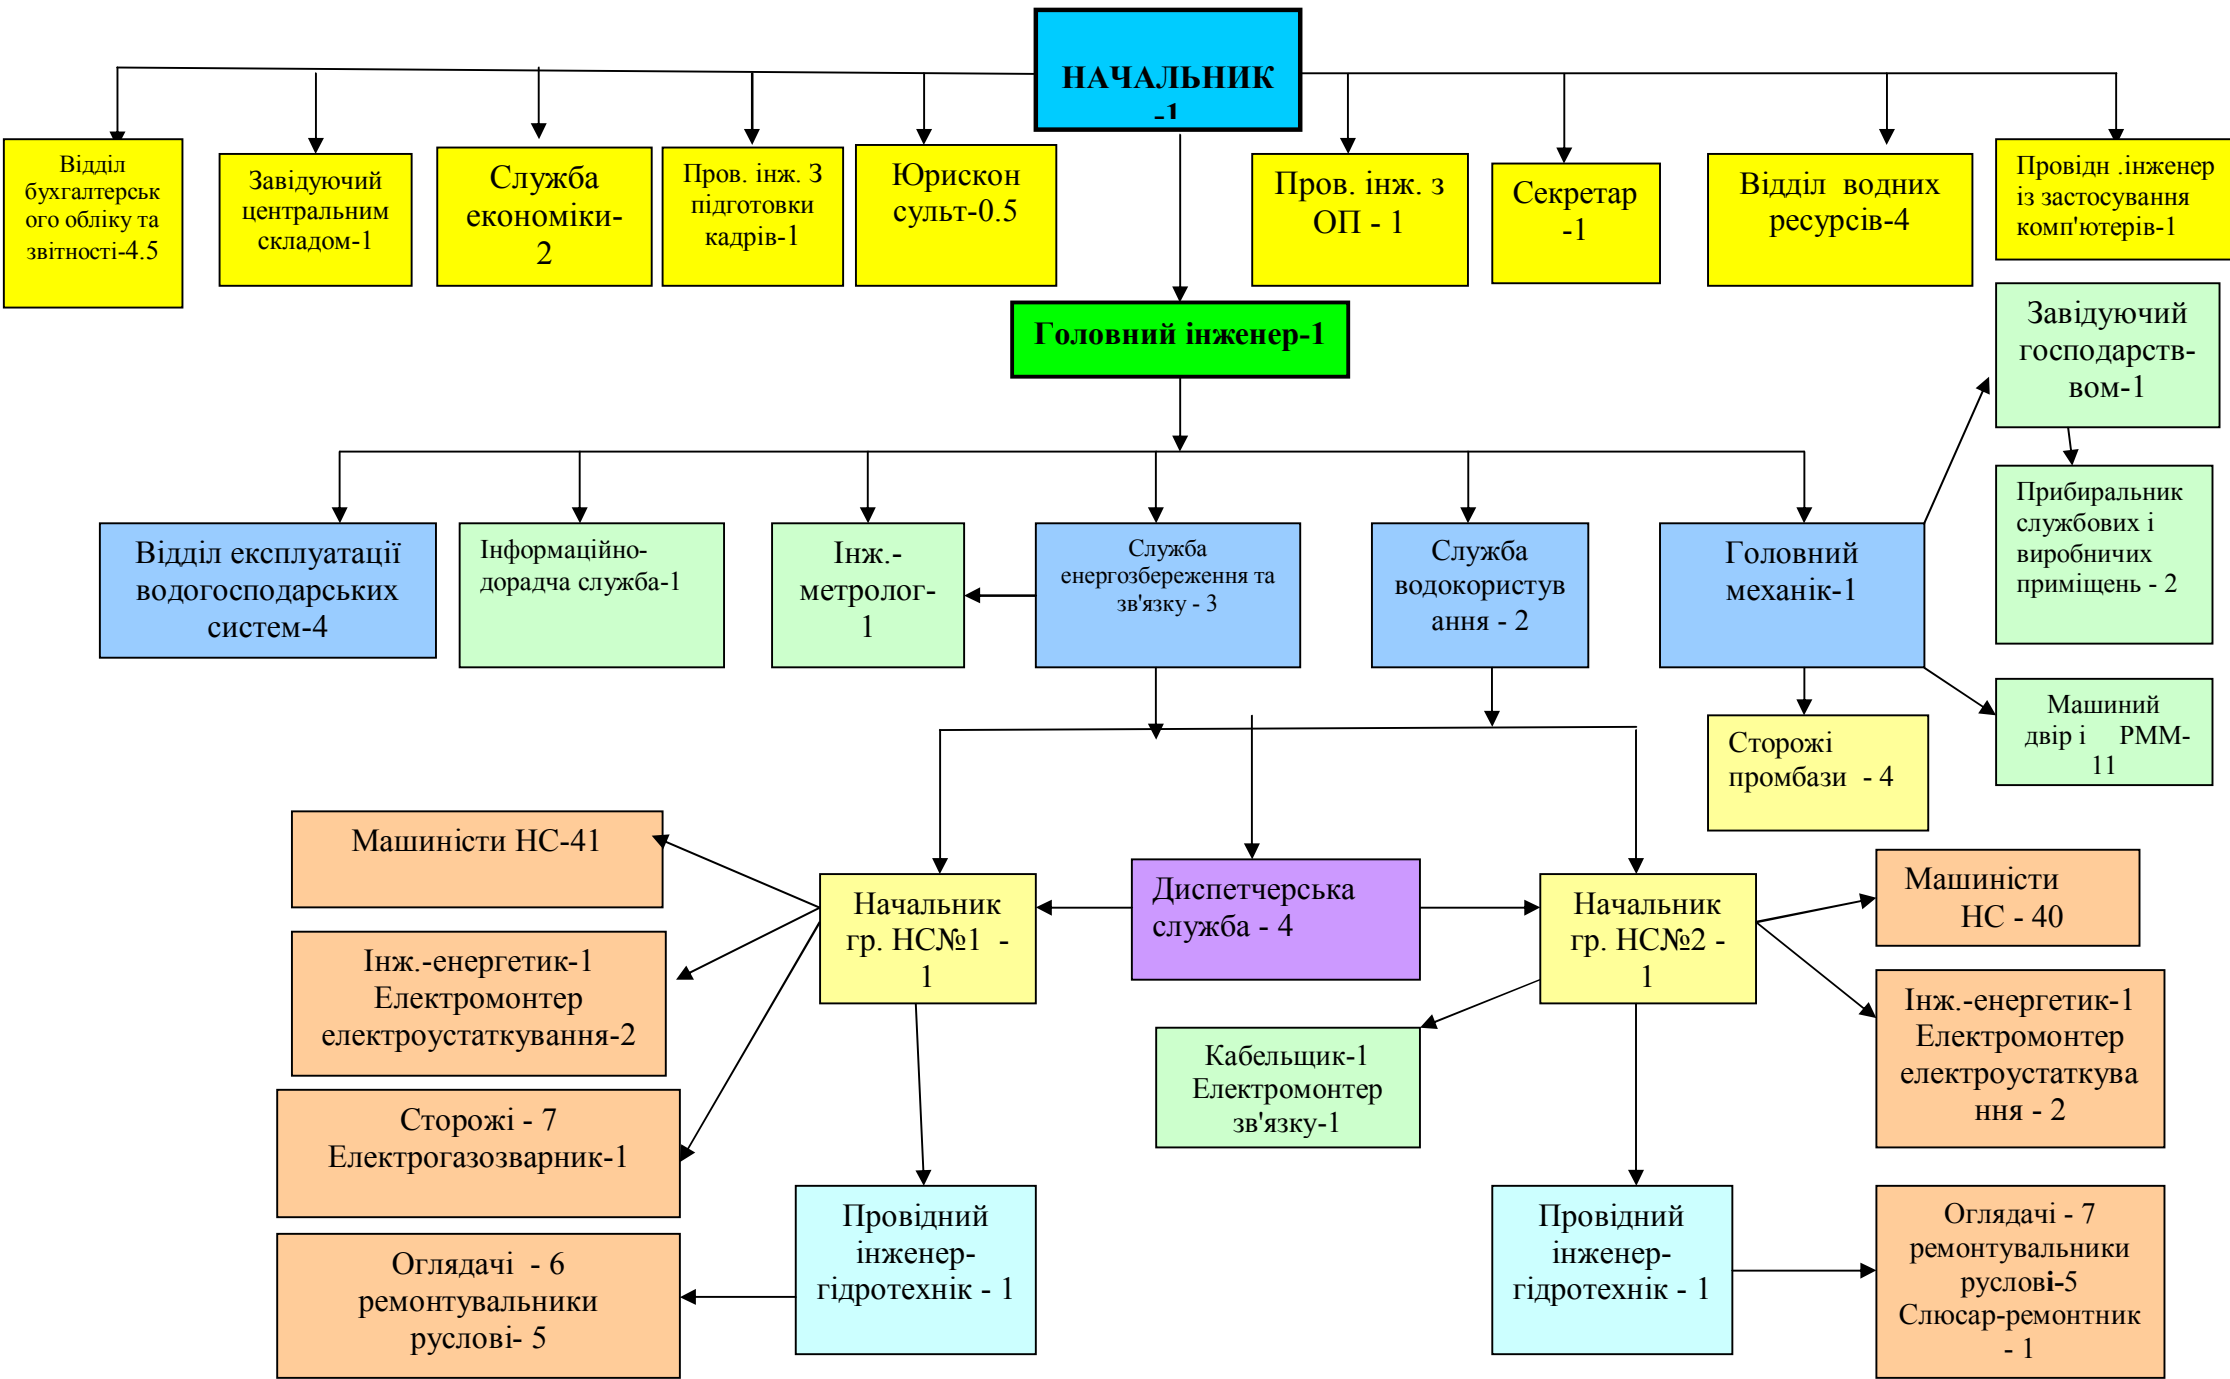 НАЧАЛЬНИК
-1
Відділ
бухгалтерськ
ого обліку та
звітності-4.5
Завідуючий
центральним
складом-1
Служба
економіки-
2
Пров. інж. З
підготовки
кадрів-1
Юрискон
сульт-0.5
Пров. інж. з
ОП - 1
Секретар
-1
Відділ водних
ресурсів-4
Провідн .інженер
із застосування
комп'ютерів-1
Головний інженер-1
Завідуючий
господарств-
вом-1
Прибиральник
службових і
виробничих
приміщень - 2
Відділ експлуатації
водогосподарських
систем-4
Інформаційно-
дорадча служба-1
Інж.-
метролог-
1
Служба
енергозбереження та
зв'язку - 3
Служба
водокористув
ання - 2
Головний
механік-1
Машиний
двір і РММ-
11
Сторожі
промбази - 4
Машиністи НС-41
Начальник
гр. НС№1 -
1
Диспетчерська
служба - 4
Начальник
гр. НС№2 -
1
Машиністи
НС - 40
Інж.-енергетик-1
Електромонтер
електроустаткування-2
Кабельщик-1
Електромонтер
зв'язку-1
Інж.-енергетик-1
Електромонтер
електроустаткува
ння - 2
Сторожі - 7
Електрогазозварник-1
Провідний
інженер-
гідротехнік - 1
Провідний
інженер-
гідротехнік - 1
Оглядачі - 6
ремонтувальники
руслові- 5
Оглядачі - 7
ремонтувальники
руслові-5
Слюсар-ремонтник
- 1